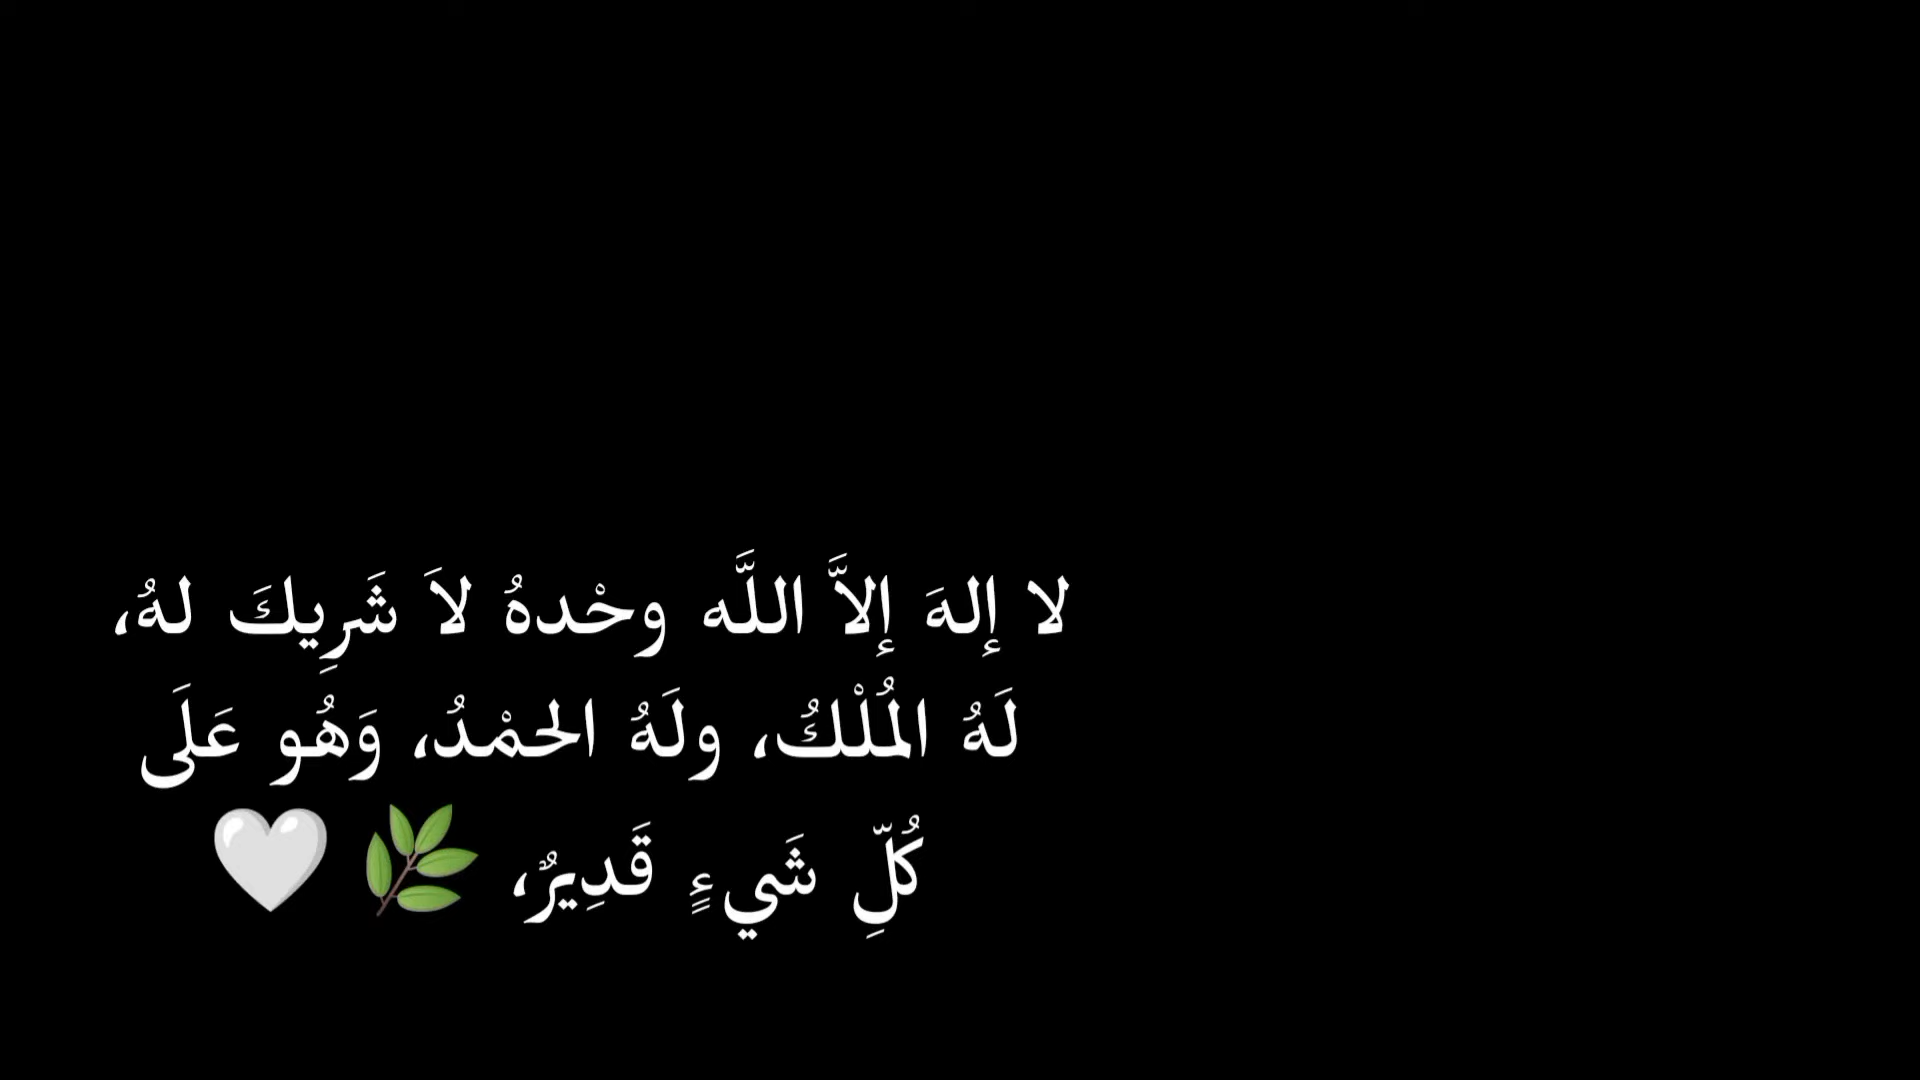 لا إلهَ إلاَّ اللَّه وحْدهُ لاَ شَرِيكَ لهُ،
لَهُ المُلْكُ، ولَهُ الحمْدُ، وَهُو عَلَى
كُلِّ شَيءٍ قَدِيرٌ، 🌿 🤍